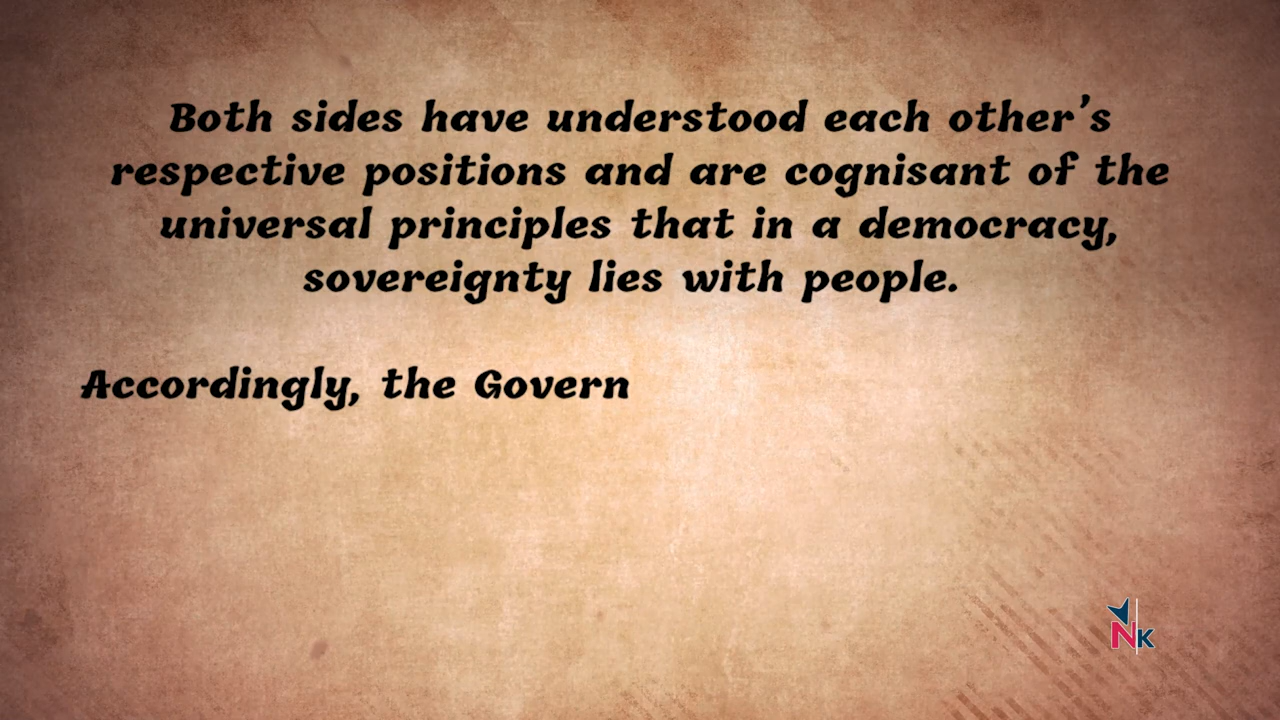 Both sides have understood each other's
respective positions and are cognisant of the
universal principles that in a democracy,
sovereignty lies with people.
Accordingly, the Govern
NK